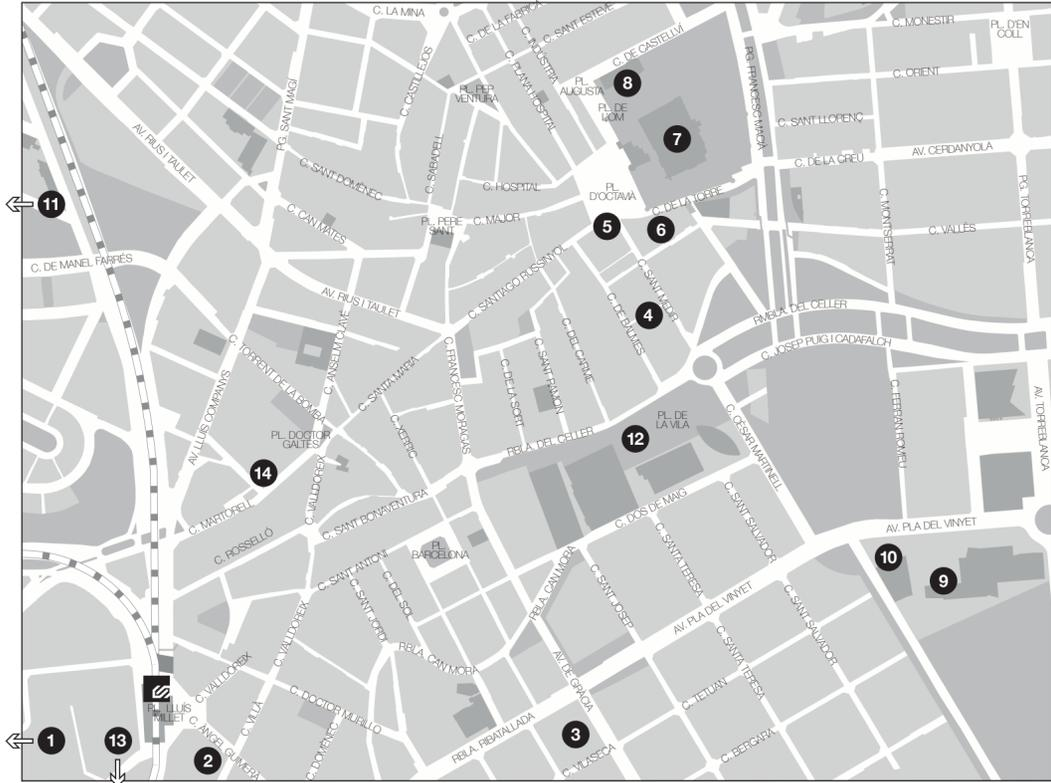 C. LA MINA
C. DE LA FÀBRICA
C. SANT ESTEVE
C. MONESTIR
PL. D'EN
COLL
C. INDÚSTRIA
C. DE CASTELLVÍ
7
PG. FRANCESC MACIÀ
C. CASTILLEJOS
C. PLANA HOSPITAL
C. ORIENT
PG. SANT MAGÍ
PL. PEP
VENTURA
PL.
AUGUSTA
8
PL. DE
C. SANT LLORENÇ
AV. RIUS I TAULET
7
C. SABADELL
AV. CERDANYOLA
C. DE LA CREU
C. SANT DOMÈNEC
C. HOSPITAL
PL.
D'OCTAVIÀ
C. DE LA TORRE
PG. TORREBLANCA
11
C. CAN MATES
PL. PERE
SANT
C. MAJOR
5
6
C. MONTSERRAT
C. VALLÈS
C. DE MANEL FARRÉS
C. SANTIAGO RUSSINYOL
C. SANT MEDIR
AV. RIUS I TAULET
C. DE BALMES
4
RMBLA. DEL CELLER
C. JOSEP PUIG I CADAFALCH
C. TORRENT DE LA BOMBA
C. ANSELM CLAVÉ
C. FRANCESC MORAGAS
C. DE LA SORT
C. SANT RAMON
C. DEL CARME
C. SANTA MARIA
AV. LLUÍS COMPANYS
C. FERRAN ROMEU
AV. TORREBLANCA
C. XERRIC
PL. DE
LA VILA
C. CÉSAR MARTINELL
PL. DOCTOR
GALTÉS
RBLA. DEL CELLER
12
14
C. VALLDOREIX
C. MARTORELL
C. SANT BONAVENTURA
C. DOS DE MAIG
C. SANT SALVADOR
AV. PLA DEL VINYET
C. ROSSELLÓ
PL.
BARCELONA
C. SANT ANTONI
C. SANTA TERESA
10
9
C. DEL SOL
C. SANT JORDI
RBLA. CAN MORA
C. SANT JOSEP
AV. PLA DEL VINYET
C. SANT SALVADOR
C. VALLDOREIX
RBLA. CAN MORA
C. SANTA TERESA
AV. DE GRÀCIA
C. VALLDOREIX
C. TETUAN
C. DOCTOR MURILLO
PL. LLUÍS
MILLET
C. VILÀ
C. ÀNGEL GUIMERÀ
C. DOMÈNEC
RBLA. RIBATALLADA
3
C. VILASECA
C. BERGARA
1
13
2